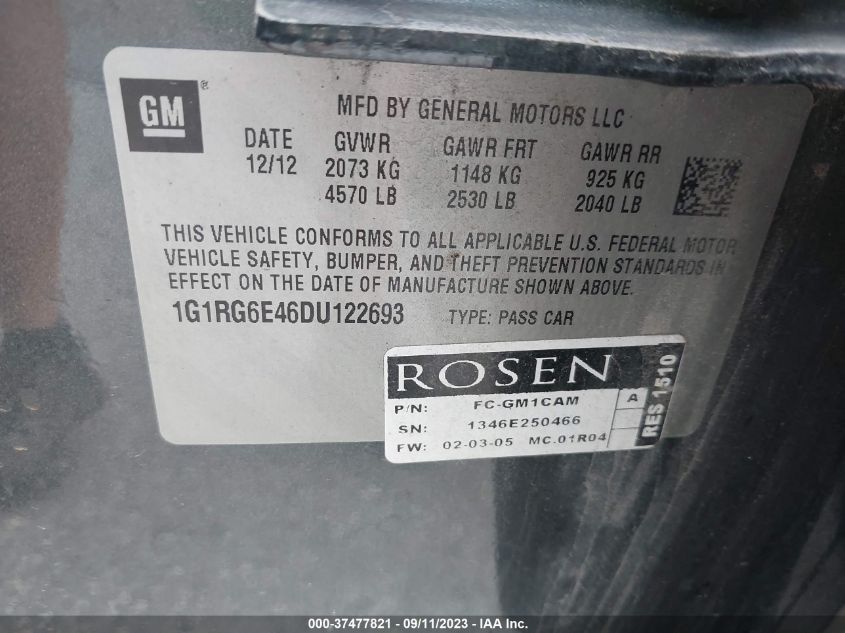 GM ®
MFD BY GENERAL MOTORS LLC
DATE GVWR GAWR FRT GAWR RR
12/12 2073 KG 1148 KG 925 KG
4570 LB 2530 LB 2040 LB
THIS VEHICLE CONFORMS TO ALL APPLICABLE U.S. FEDERAL MOTOR
VEHICLE SAFETY, BUMPER, AND THEFT PREVENTION STANDARDS IN
EFFECT ON THE DATE OF MANUFACTURE SHOWN ABOVE.
1G1RG6E46DU122693 TYPE: PASS CAR
ROSEN
P/N: FC-GM1CAM A
SN: 1346E250466
FW: 02-03-05 MC.01R04
RES 1510
000-37477821 - 09/11/2023 - IAA Inc.